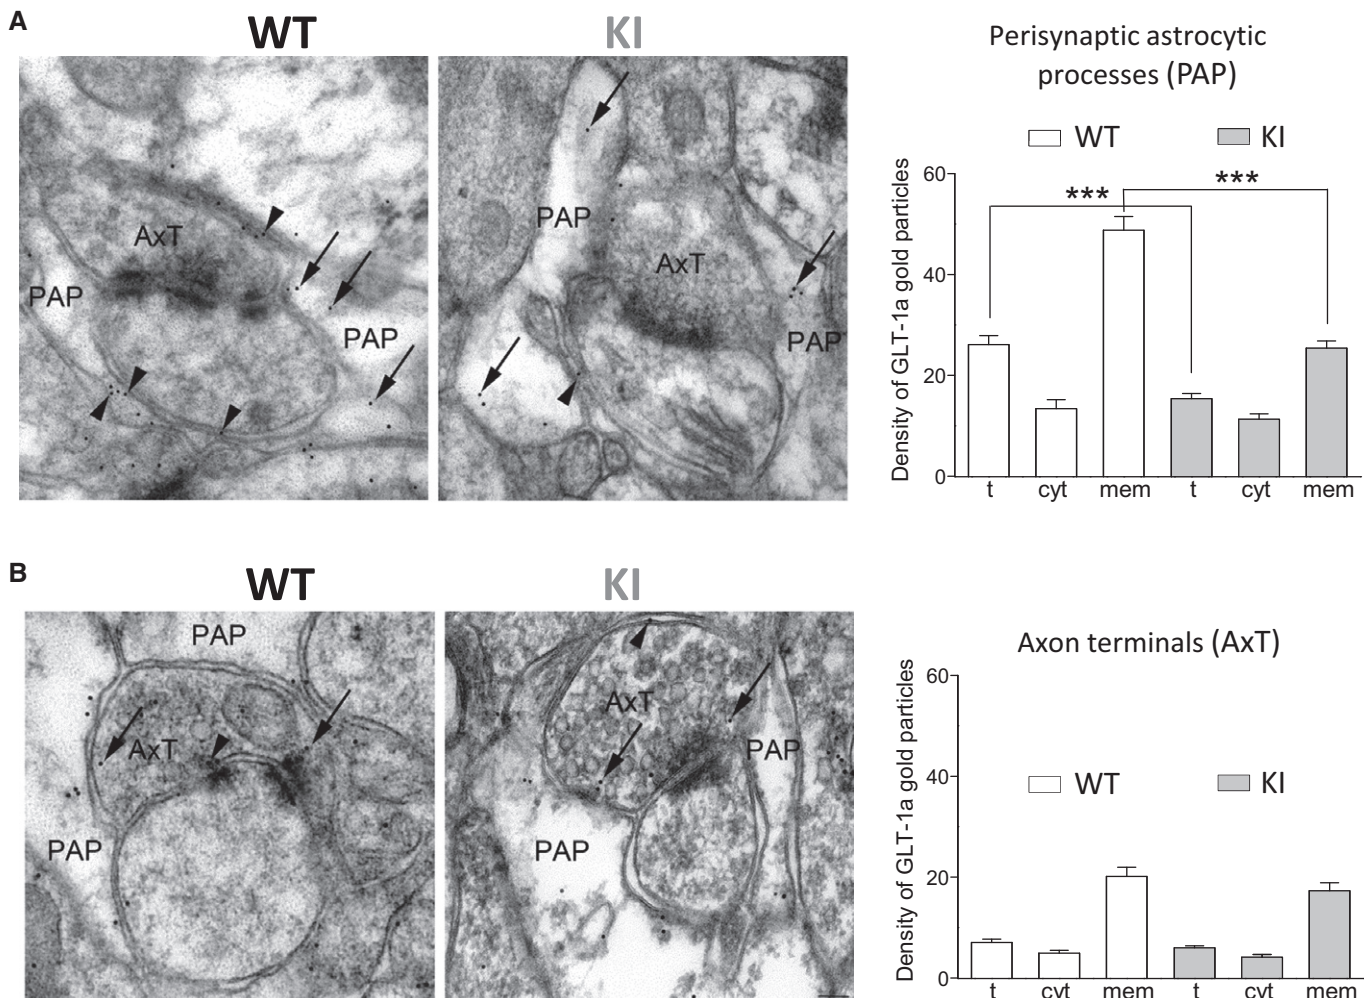 A
WT
KI
AxT
PAP
PAP
PAP
AxT
PAP
Perisynaptic astrocytic
processes (PAP)
WT
KI
Density of GLT-1a gold particles
60
40
20
0
***
***
t
cyt
mem
t
cyt
mem
B
WT
KI
PAP
AxT
PAP
AxT
PAP
PAP
Axon terminals (AxT)
WT
KI
Density of GLT-1a gold particles
60
40
20
0
t
cyt
mem
t
cyt
mem